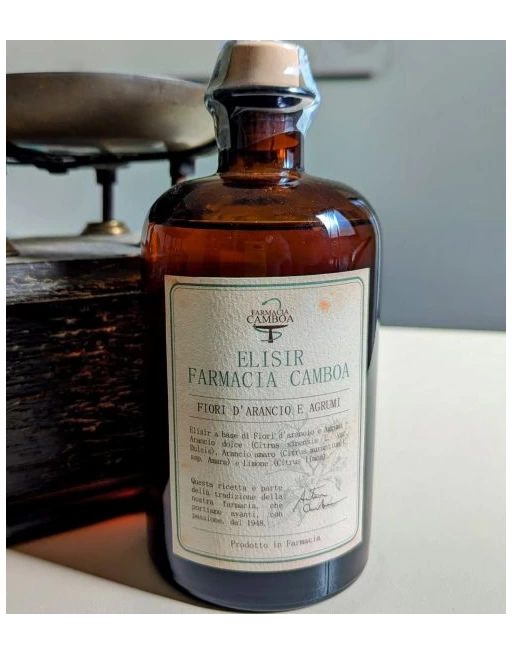 FARMACIA
CAMBOA
ELISIR
FARMACIA CAMBOA
FIORI D'ARANCIO E AGRUMI
Elisir a base di Fiori d'arancio e Agrumi -
Arancio dolce (Citrus sinensis L. var.
Dulsis), Arancio amaro (Citrus aurantium L.
ssp. Amara) e Limone (Citrus limon).
Questa ricetta e parte
della tradizione della
nostra farmacia, che
portiamo avanti, con
passione, dal 1948.
Prodotto in Farmacia